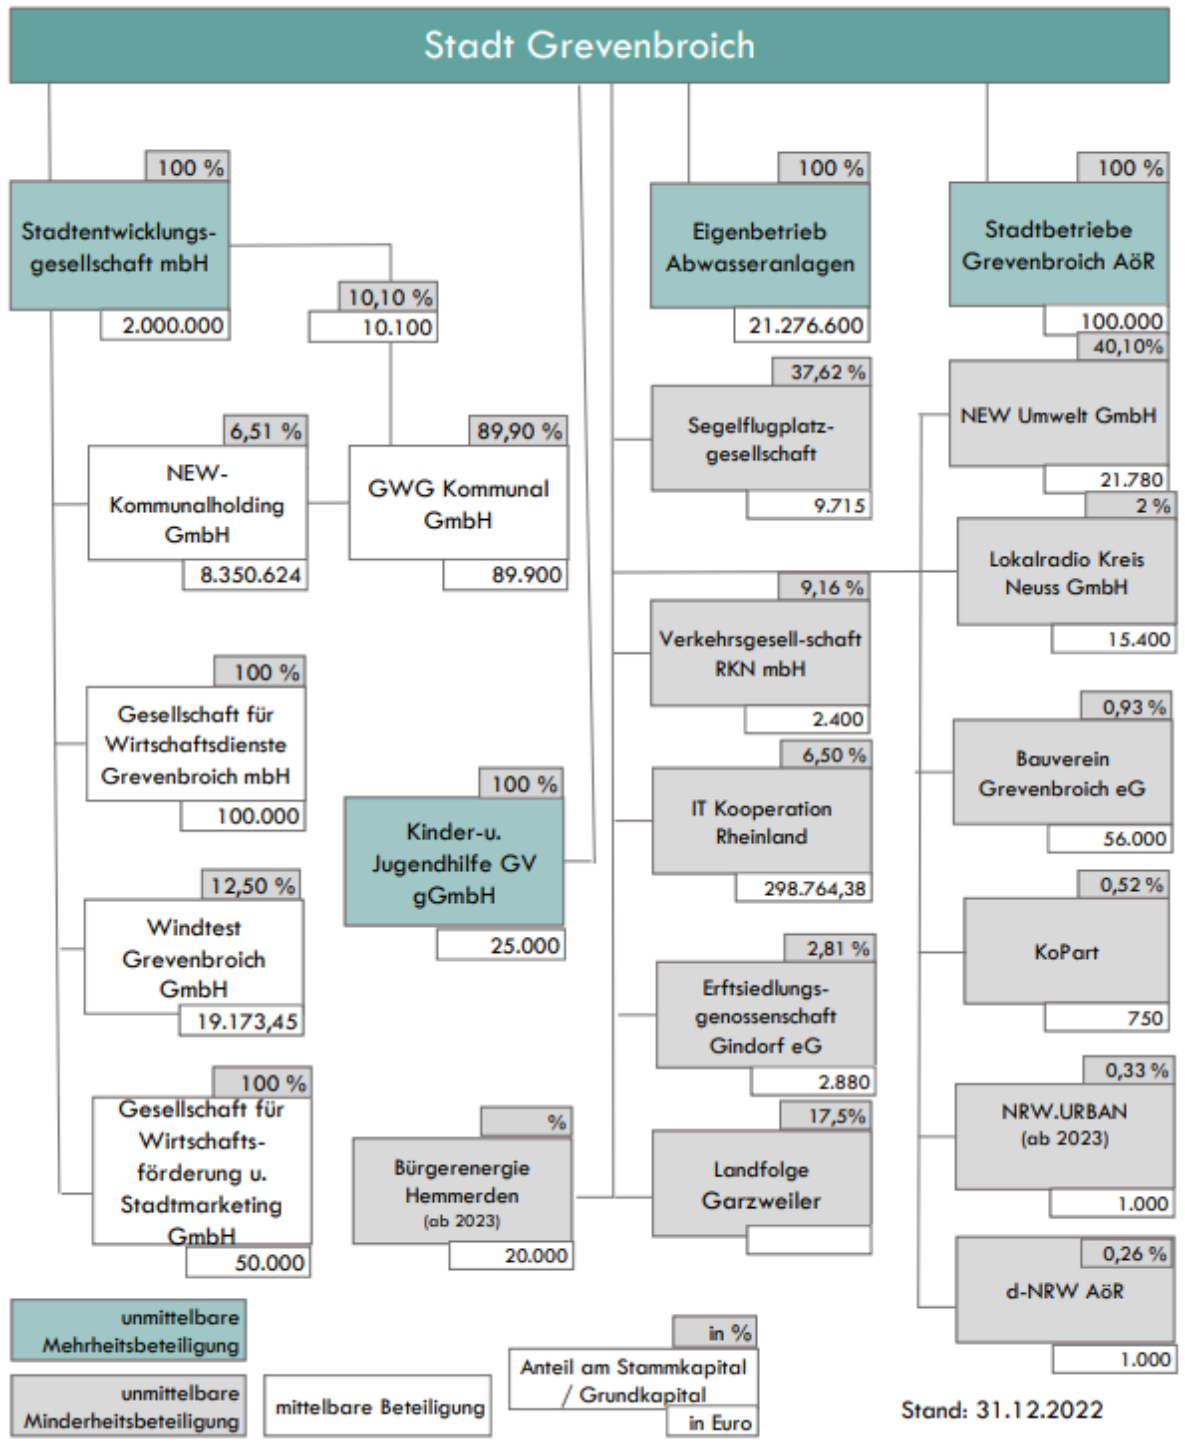 Stadt Grevenbroich
100 %
Stadtentwicklungs-
gesellschaft mbH
2.000.000
10,10 %
10.100
6,51 %
NEW-
Kommunalholding
GmbH
8.350.624
89,90 %
GWG Kommunal
GmbH
89.900
100 %
Gesellschaft für
Wirtschaftsdienste
Grevenbroich mbH
100.000
12,50 %
Windtest
Grevenbroich
GmbH
19.173,45
100 %
Gesellschaft für
Wirtschafts-
förderung u.
Stadtmarketing
GmbH
50.000
100 %
Kinder-u.
Jugendhilfe GV
gGmbH
25.000
%
Bürgerenergie
Hemmerden
(ab 2023)
20.000
100 %
Eigenbetrieb
Abwasseranlagen
21.276.600
37,62 %
Segelflugplatz-
gesellschaft
9.715
9,16 %
Verkehrsgesell-schaft
RKN mbH
2.400
6,50 %
IT Kooperation
Rheinland
298.764,38
2,81 %
Erftsiedlungs-
genossenschaft
Gindorf eG
2.880
17,5%
Landfolge
Garzweiler
100 %
Stadtbetriebe
Grevenbroich AöR
100.000
40,10%
NEW Umwelt GmbH
21.780
2 %
Lokalradio Kreis
Neuss GmbH
15.400
0,93 %
Bauverein
Grevenbroich eG
56.000
0,52 %
KoPart
750
0,33 %
NRW.URBAN
(ab 2023)
1.000
0,26 %
d-NRW AöR
1.000
unmittelbare
Mehrheitsbeteiligung
unmittelbare
Minderheitsbeteiligung
mittelbare Beteiligung
in %
Anteil am Stammkapital
/ Grundkapital
in Euro
Stand: 31.12.2022